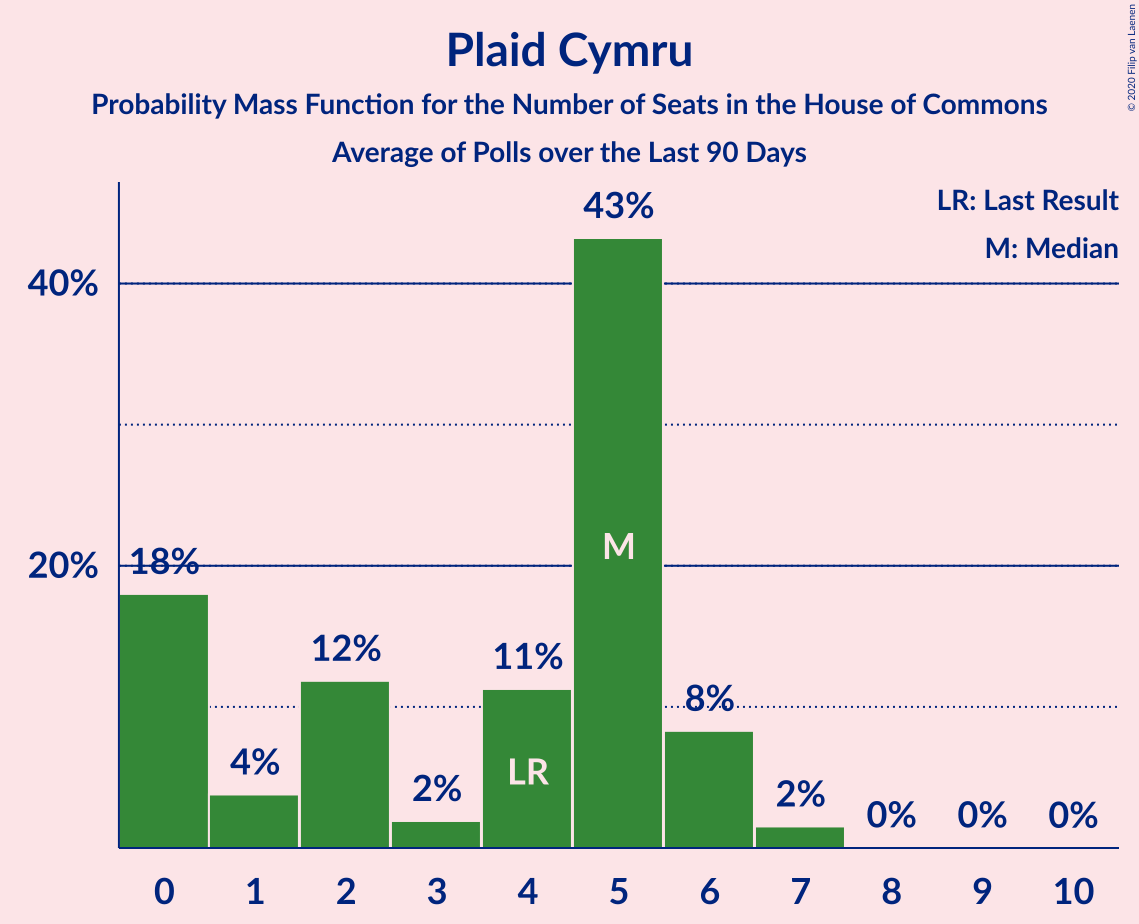 Plaid Cymru
Probability Mass Function for the Number of Seats in the House of Commons
Average of Polls over the Last 90 Days
© 2020 Filip van Laenen
LR: Last Result
M: Median
43%
40%
M
20%
18%
12%
11%
8%
4%
2%
LR
2%
0%
0%
0%
0 1 2 3 4 5 6 7 8 9 10